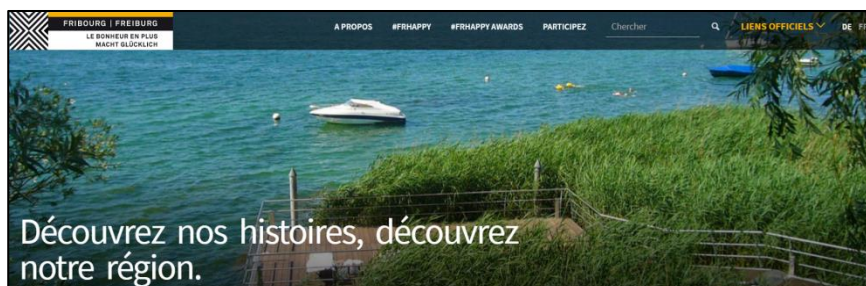 FRIBOURG | FREIBURG
LE BONHEUR EN PLUS
MACHT GLÜCKLICH
A PROPOS #FRHAPPY #FRHAPPY AWARDS PARTICIPEZ Chercher LIENS OFFICIELS DE FR
Découvrez nos histoires, découvrez
notre région.